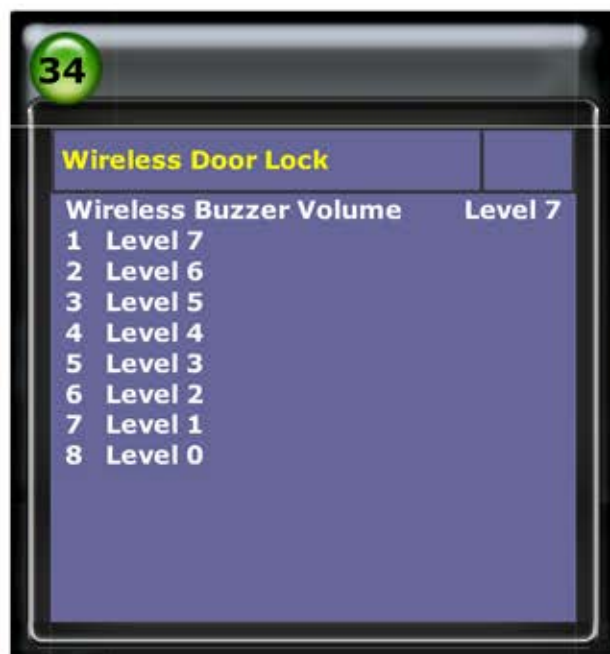 34
Wireless Door Lock
Wireless Buzzer Volume Level 7
1 Level 7
2 Level 6
3 Level 5
4 Level 4
5 Level 3
6 Level 2
7 Level 1
8 Level 0